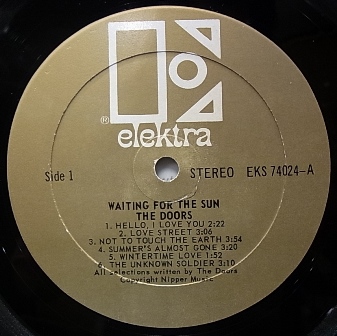 ®
elektra
Side 1
STEREO EKS 74024-A
WAITING FOR THE SUN
THE DOORS
1. HELLO, I LOVE YOU 2:22
2. LOVE STREET 3:06
3. NOT TO TOUCH THE EARTH 3:54
4. SUMMER'S ALMOST GONE 3:20
5. WINTERTIME LOVE 1:52
6. THE UNKNOWN SOLDIER 3:10
All selections written by The Doors
Copyright Nipper Music